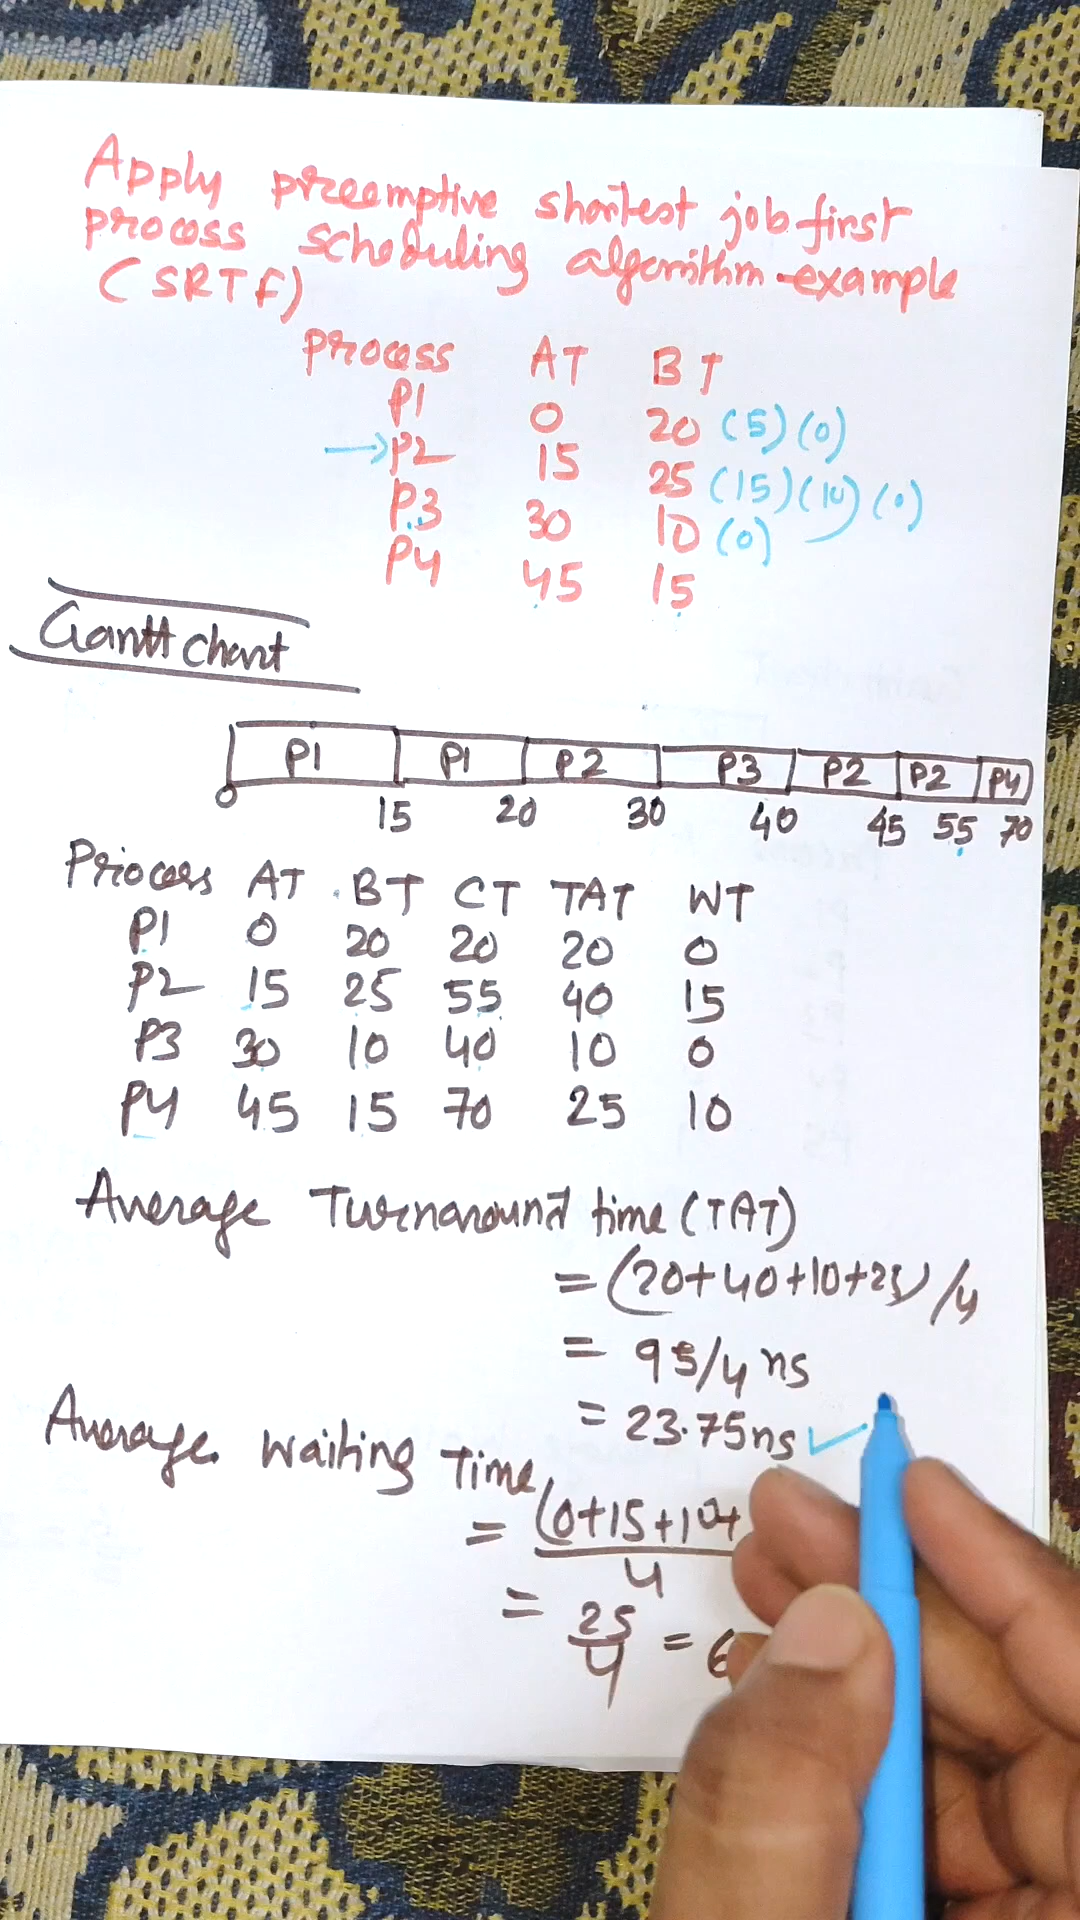 Apply preemptive shortest job first
process scheduling algorithm example
(SRTF)
process AT BT
P1 0 20 (5) (0)
→ P2 15 25 (15) (10) (0)
P3 30 10 (0)
P4 45 15
Gantt chart
P1 P1 P2 P3 P2 P2 P4
0 15 20 30 40 45 55 70
Process AT BT CT TAT WT
P1 0 20 20 20 0
P2 15 25 55 40 15
P3 30 10 40 10 0
P4 45 15 70 25 10
Average Turnaround time (TAT)
= (20+40+10+25)/4
= 95/4 ns
= 23.75ns ✓
Average waiting Time
= (0+15+10+
4
= 25/4 = 6